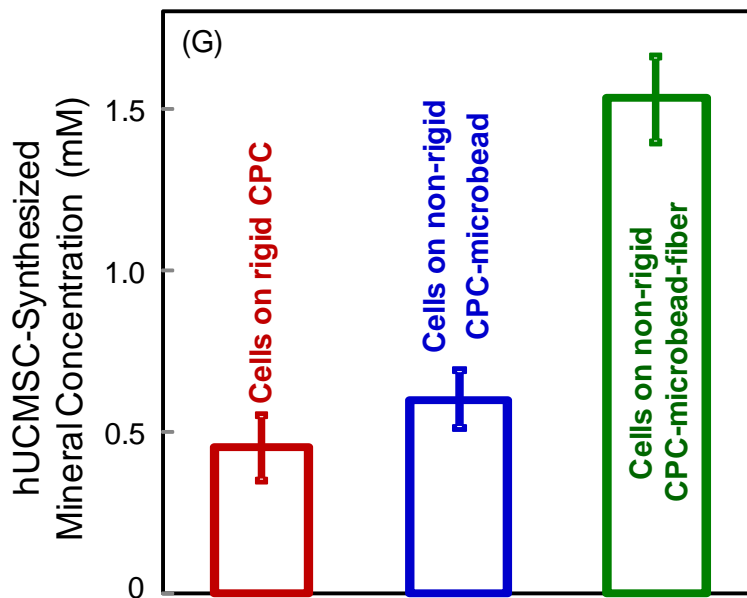 (G)
hUCMSC-Synthesized
Mineral Concentration (mM)
1.5
1.0
0.5
0
Cells on rigid CPC
Cells on non-rigid
CPC-microbead
Cells on non-rigid
CPC-microbead-fiber